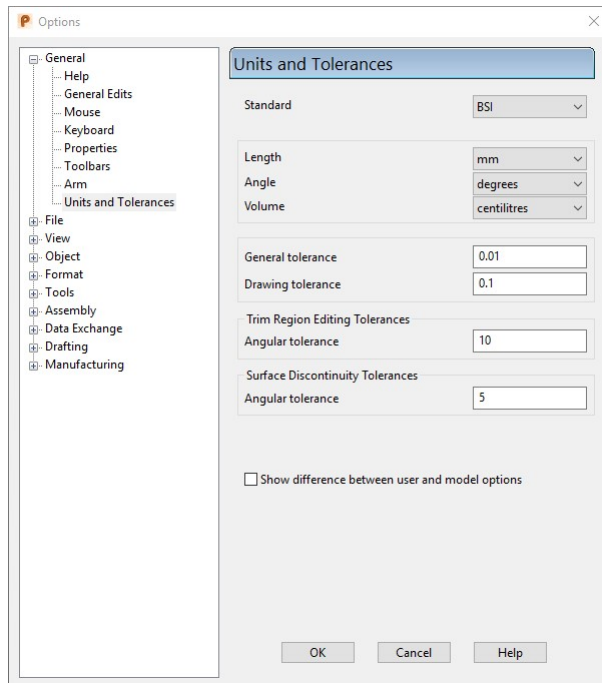 Options
General
Help
General Edits
Mouse
Keyboard
Properties
Toolbars
Arm
Units and Tolerances
File
View
Object
Format
Tools
Assembly
Data Exchange
Drafting
Manufacturing
Units and Tolerances
Standard BSI
Length mm
Angle degrees
Volume centilitres
General tolerance 0.01
Drawing tolerance 0.1
Trim Region Editing Tolerances
Angular tolerance 10
Surface Discontinuity Tolerances
Angular tolerance 5
Show difference between user and model options
OK Cancel Help